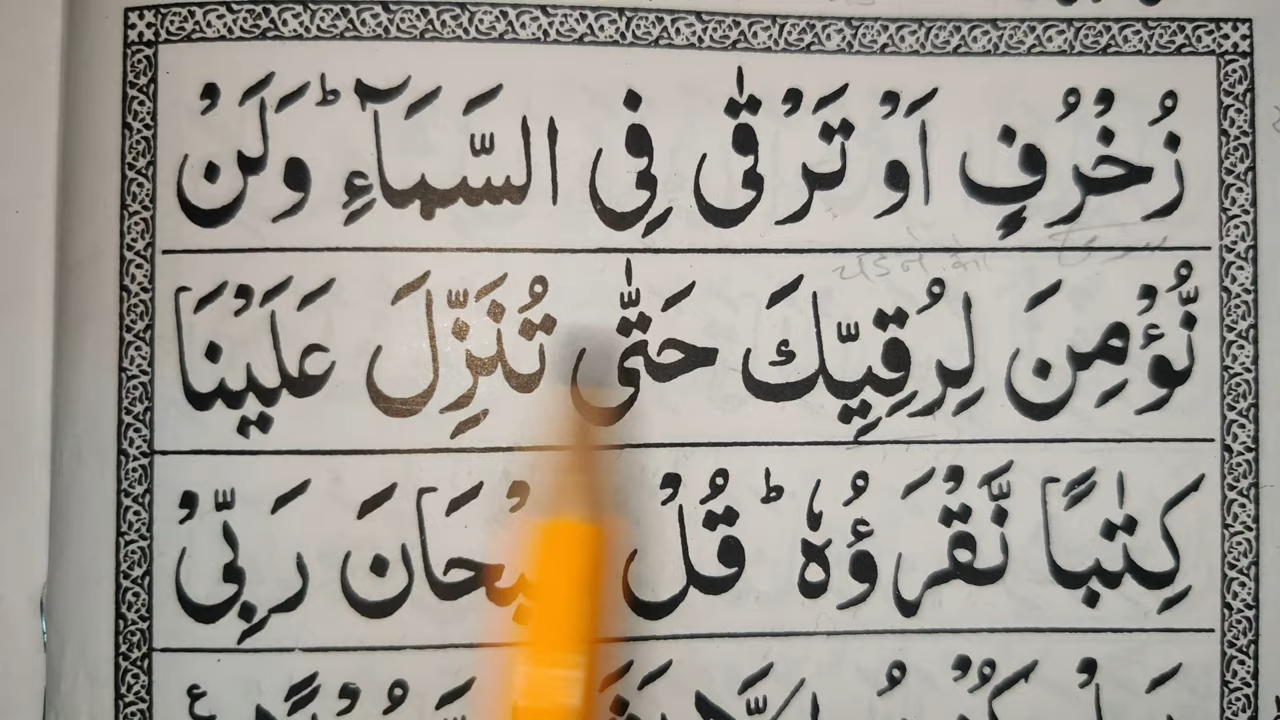 زُخْرُفٍ اَوْ تَرْقٰى فِى السَّمَآءِ ؕ وَلَنْ
نُّؤْمِنَ لِرُقِيِّكَ حَتّٰى تُنَزِّلَ عَلَيْنَا
كِتٰبًا نَّقْرَؤُهٗ ؕ قُلْ سُبْحَانَ رَبِّىْ